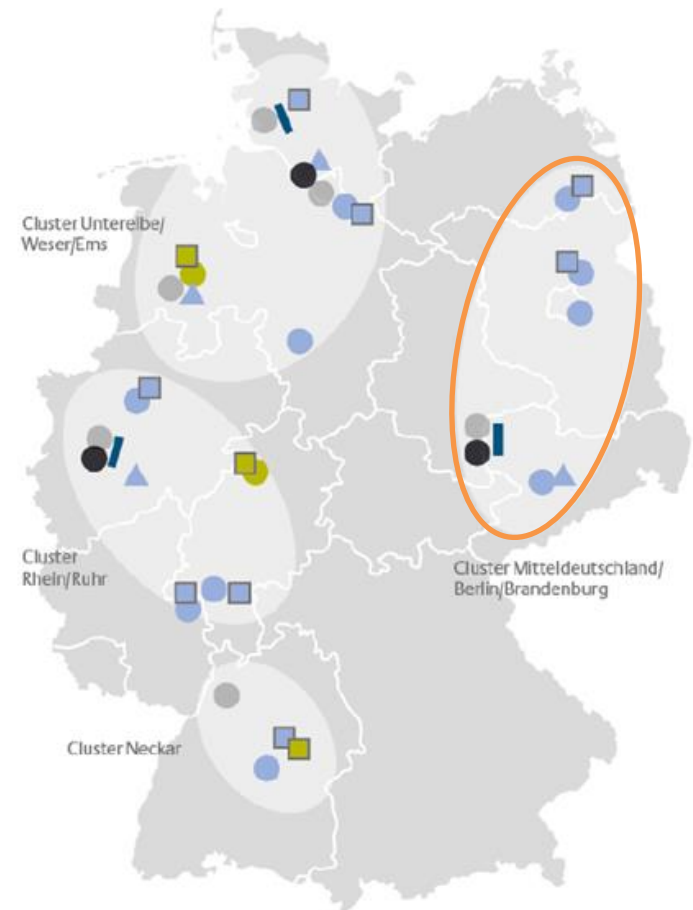 Cluster Unterelbe/
Weser/Ems
Cluster
Rhein/Ruhr
Cluster Mitteldeutschland/
Berlin/Brandenburg
Cluster Neckar